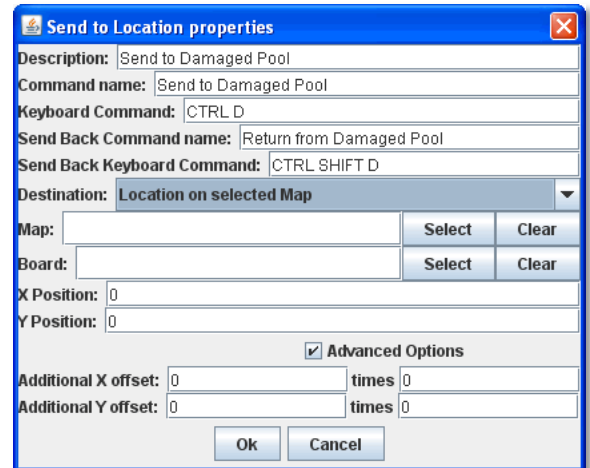 Send to Location properties
Description: Send to Damaged Pool
Command name: Send to Damaged Pool
Keyboard Command: CTRL D
Send Back Command name: Return from Damaged Pool
Send Back Keyboard Command: CTRL SHIFT D
Destination: Location on selected Map
Map: Select Clear
Board: Select Clear
X Position: 0
Y Position: 0
Advanced Options
Additional X offset: 0 times 0
Additional Y offset: 0 times 0
Ok Cancel